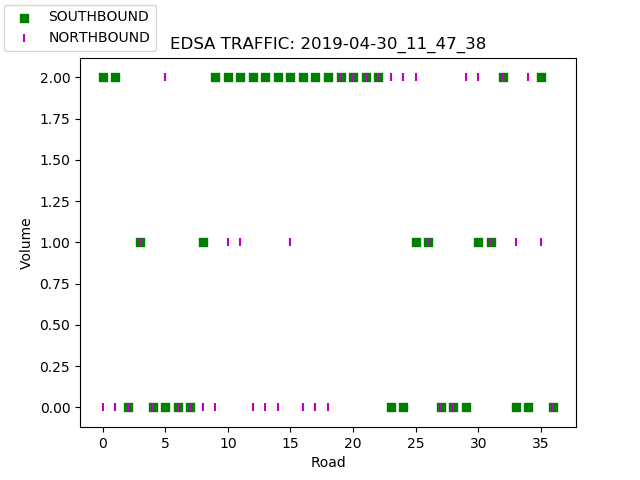 SOUTHBOUND
NORTHBOUND
EDSA TRAFFIC: 2019-04-30_11_47_38
2.00
1.75
1.50
1.25
1.00
0.75
0.50
0.25
0.00
Volume
0 5 10 15 20 25 30 35
Road